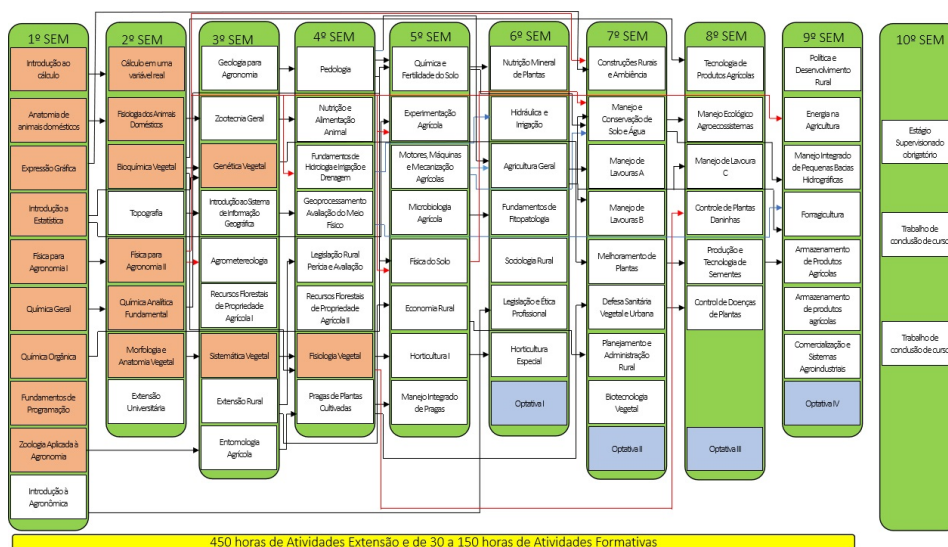 1º SEM
Introdução ao
cálculo
Anatomia de
animais domésticos
Expressão Gráfica
Introdução a
Estatística
Física para
Agronomia I
Química Geral
Química Orgânica
Fundamentos de
Programação
Zoologia Aplicada à
Agronomia
Introdução à
Agronômica
2º SEM
Cálculo em uma
variável real
Fisiologia dos Animais
Domésticos
Bioquímica Vegetal
Topografia
Física para
Agronomia II
Química Analítica
Fundamental
Morfologia e
Anatomia Vegetal
Extensão
Universitária
3º SEM
Geologia para
Agronomia
Zootecnia Geral
Genética Vegetal
Introdução ao Sistema
de Informação
Geográfica
Agrometereologia
Recursos Florestais
de Propriedade
Agrícola I
Sistemática Vegetal
Extensão Rural
Entomologia
Agrícola
4º SEM
Pedologia
Nutrição e
Alimentação
Animal
Fundamentos de
Hidrologia e Irrigação e
Drenagem
Geoprocessamento
Avaliação do Meio
Físico
Legislação Rural
Perícia e Avaliação
Recursos Florestais
de Propriedade
Agrícola II
Fisiologia Vegetal
Pragas de Plantas
Cultivadas
5º SEM
Química e
Fertilidade do Solo
Experimentação
Agrícola
Motores, Máquinas
e Mecanização
Agrícolas
Microbiologia
Agrícola
Física do Solo
Economia Rural
Horticultura I
Manejo Integrado
de Pragas
6º SEM
Nutrição Mineral
de Plantas
Hidráulica e
Irrigação
Agricultura Geral
Fundamentos de
Fitopatologia
Sociologia Rural
Legislação e Ética
Profissional
Horticultura
Especial
Optativa I
7º SEM
Construções Rurais
e Ambiência
Manejo e
Conservação de
Solo e Água
Manejo de
Lavouras A
Manejo de
Lavouras B
Melhoramento de
Plantas
Defesa Sanitária
Vegetal e Urbana
Planejamento e
Administração
Rural
Biotecnologia
Vegetal
Optativa II
8º SEM
Tecnologia de
Produtos Agrícolas
Manejo Ecológico
Agroecossistemas
Manejo de Lavoura
C
Controle de Plantas
Daninhas
Produção e
Tecnologia de
Sementes
Control de Doenças
de Plantas
Optativa III
9º SEM
Política e
Desenvolvimento
Rural
Energia na
Agricultura
Manejo Integrado
de Pequenas Bacias
Hidrográficas
Forragicultura
Armazenamento
de Produtos
Agrícolas
Armazenamento
de produtos
agrícolas
Comercialização e
Sistemas
Agroindustriais
Optativa IV
10º SEM
Estágio
Supervisionado
obrigatório
Trabalho de
conclusão de curso
Trabalho de
conclusão de curso
450 horas de Atividades Extensão e de 30 a 150 horas de Atividades Formativas